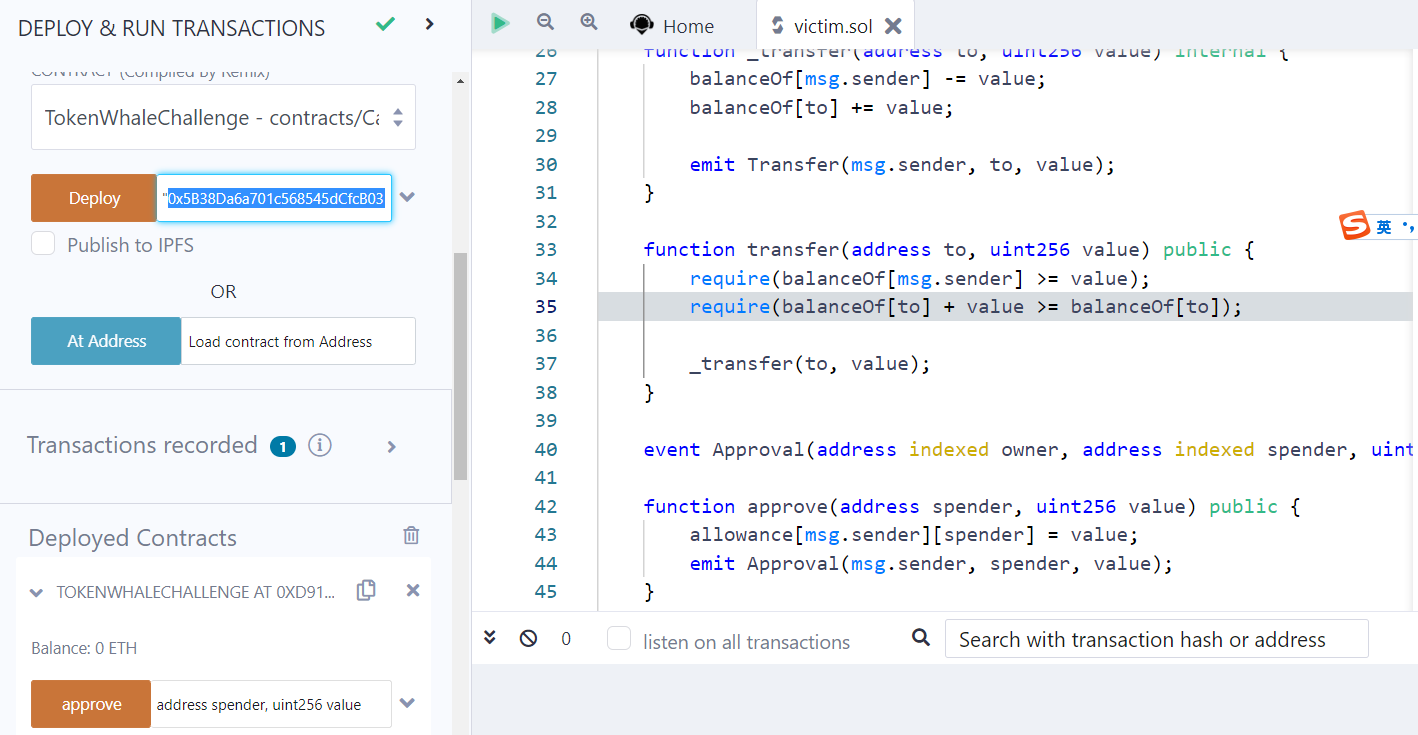 DEPLOY & RUN TRANSACTIONS
CONTRACT (Compiled By Remix)
TokenWhaleChallenge - contracts/Ca
Deploy
"0x5B38Da6a701c568545dCfcB03
Publish to IPFS
OR
At Address
Load contract from Address
Transactions recorded 1 i
Deployed Contracts
TOKENWHALECHALLENGE AT 0XD91...
Balance: 0 ETH
approve
address spender, uint256 value
Home
victim.sol
26 function _transfer(address to, uint256 value) internal {
27 balanceOf[msg.sender] -= value;
28 balanceOf[to] += value;
29
30 emit Transfer(msg.sender, to, value);
31 }
32
33 function transfer(address to, uint256 value) public {
34 require(balanceOf[msg.sender] >= value);
35 require(balanceOf[to] + value >= balanceOf[to]);
36
37 _transfer(to, value);
38 }
39
40 event Approval(address indexed owner, address indexed spender, uint
41
42 function approve(address spender, uint256 value) public {
43 allowance[msg.sender][spender] = value;
44 emit Approval(msg.sender, spender, value);
45 }
S 英
0
listen on all transactions
Search with transaction hash or address